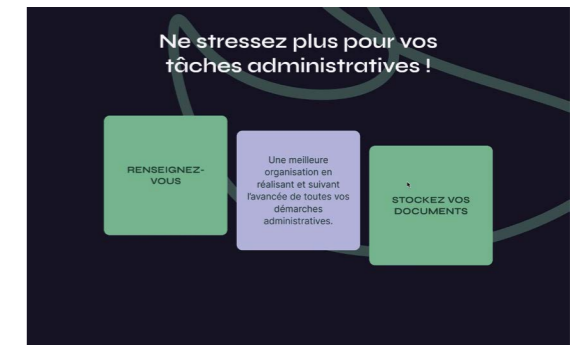 Ne stressez plus pour vos
tâches administratives !
RENSEIGNEZ-
VOUS
Une meilleure
organisation en
réalisant et suivant
l'avancée de toutes vos
démarches
administratives.
STOCKEZ VOS
DOCUMENTS